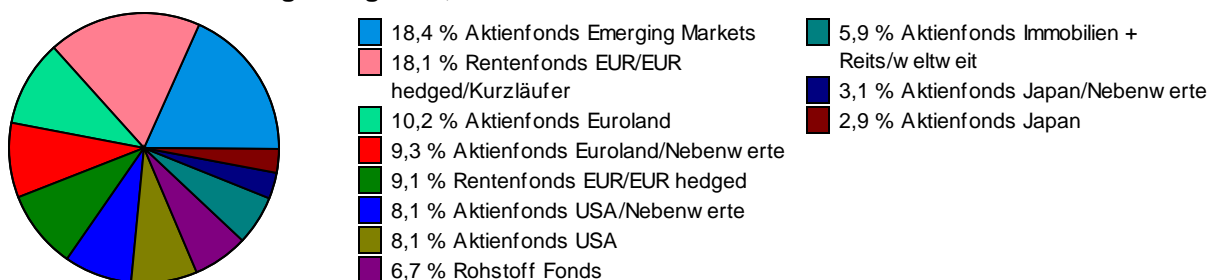 18,4 % Aktienfonds Emerging Markets
18,1 % Rentenfonds EUR/EUR
hedged/Kurzläufer
10,2 % Aktienfonds Euroland
9,3 % Aktienfonds Euroland/Nebenw erte
9,1 % Rentenfonds EUR/EUR hedged
8,1 % Aktienfonds USA/Nebenw erte
8,1 % Aktienfonds USA
6,7 % Rohstoff Fonds
5,9 % Aktienfonds Immobilien +
Reits/w eltw eit
3,1 % Aktienfonds Japan/Nebenw erte
2,9 % Aktienfonds Japan